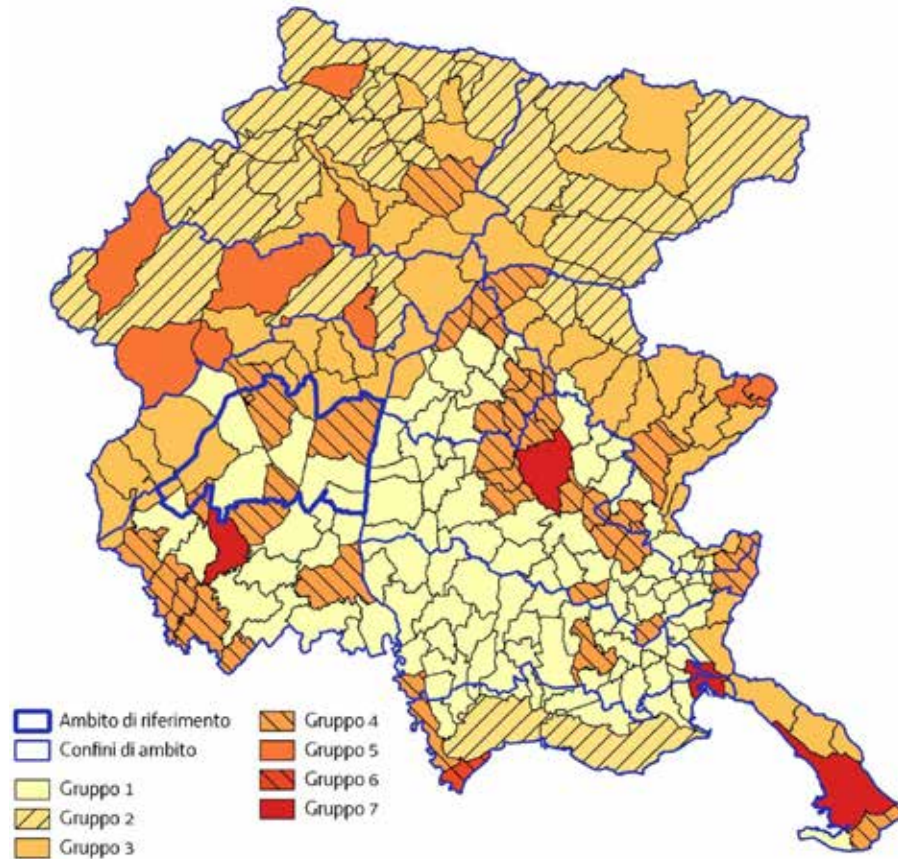 Ambito di riferimento
Confini di ambito
Gruppo 1
Gruppo 2
Gruppo 3
Gruppo 4
Gruppo 5
Gruppo 6
Gruppo 7